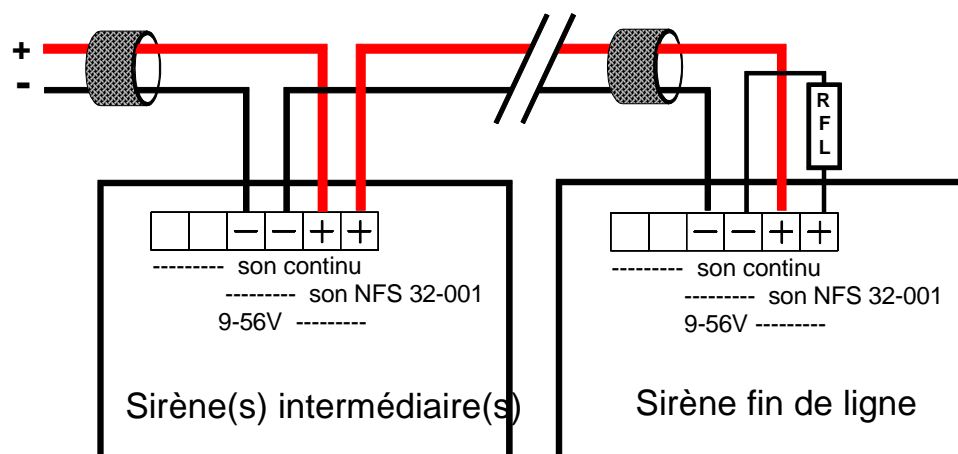 +
-
R
F
L
− − + +
− − + +
--------- son continu
--------- son NFS 32-001
9-56V ---------
--------- son continu
--------- son NFS 32-001
9-56V ---------
Sirène(s) intermédiaire(s)
Sirène fin de ligne